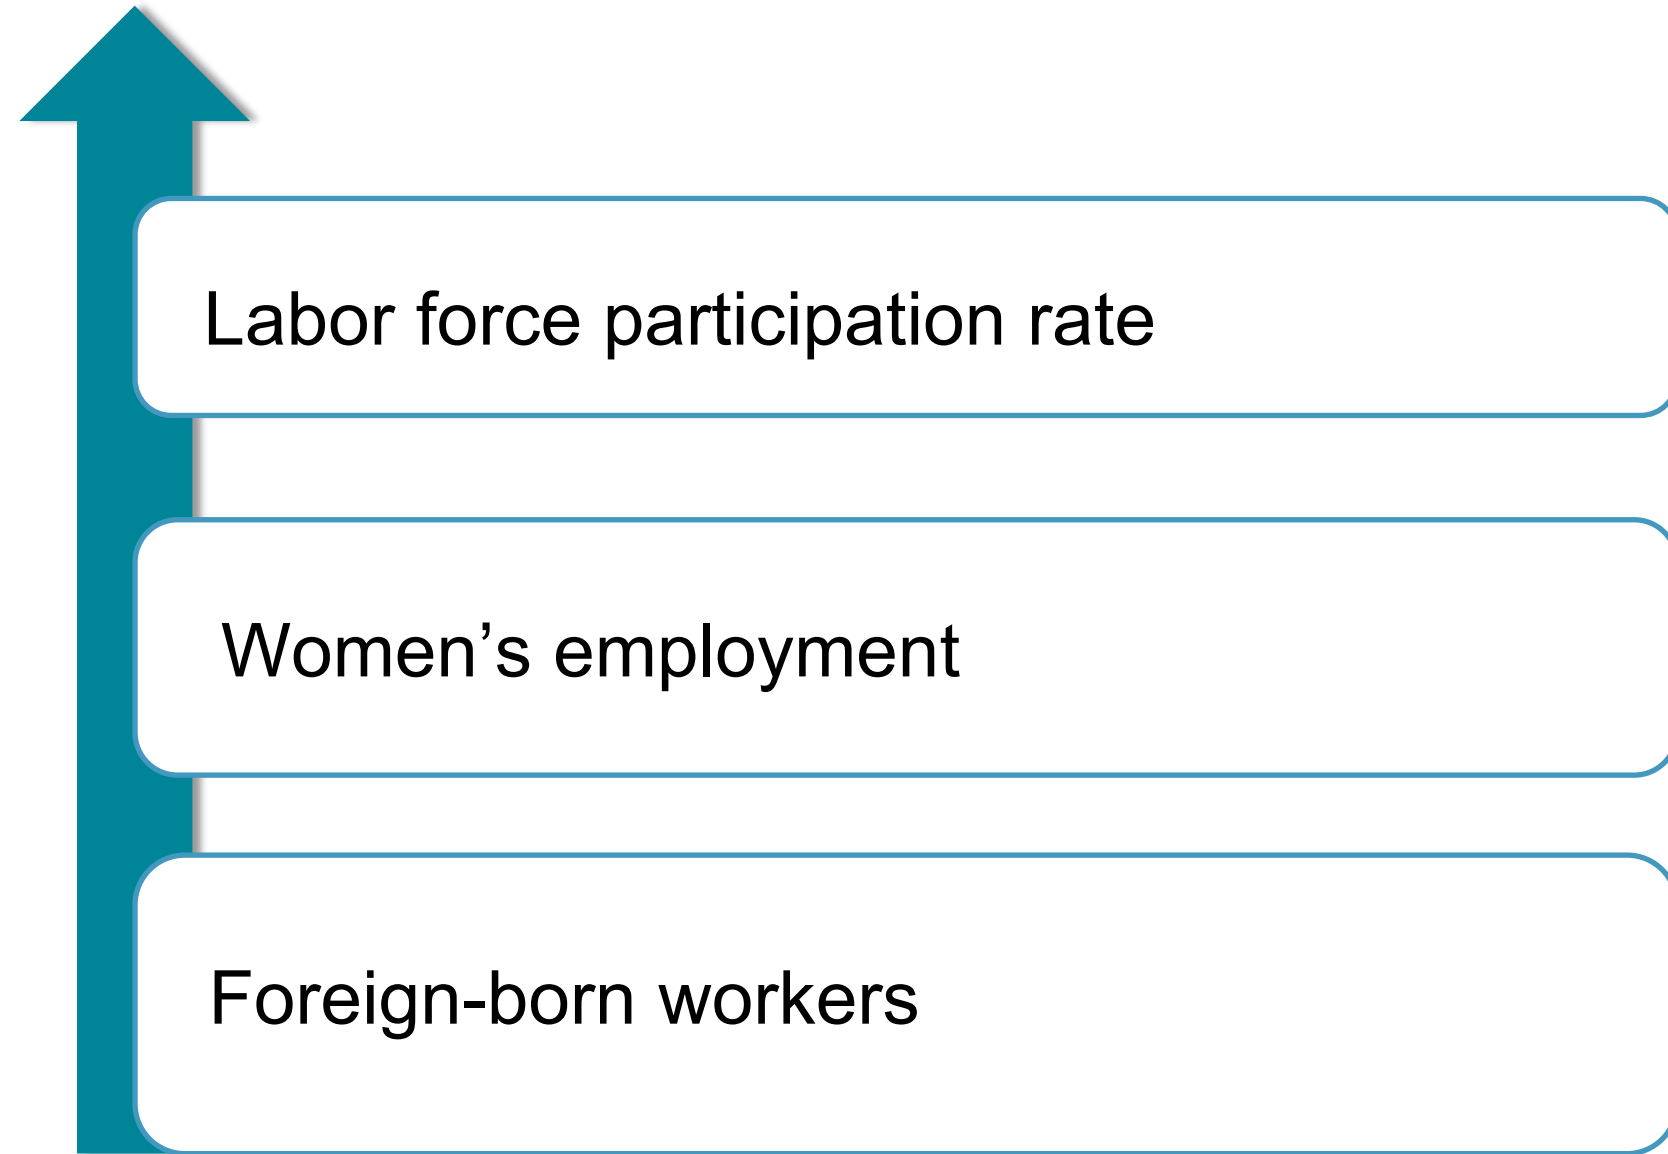 Labor force participation rate
Women’s employment
Foreign-born workers